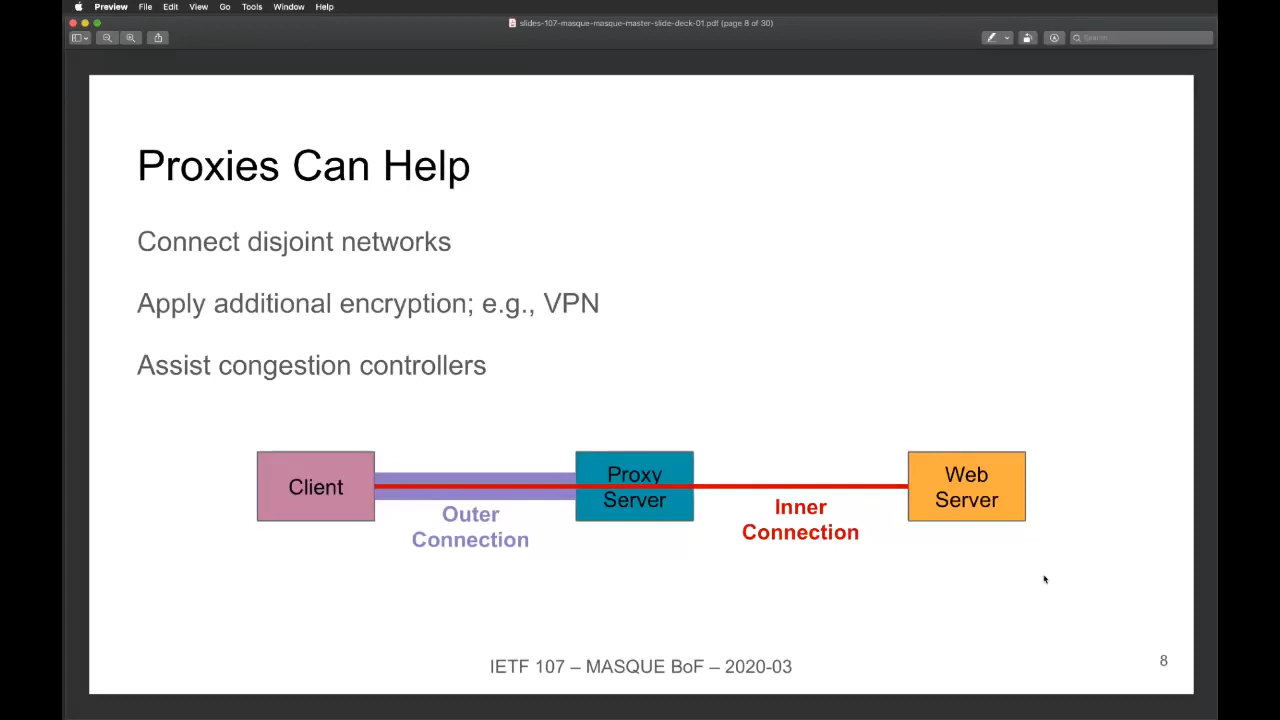 Preview File Edit View Go Tools Window Help
slides-107-masque-masque-master-slide-deck-01.pdf (page 8 of 30)
Search
Proxies Can Help
Connect disjoint networks
Apply additional encryption; e.g., VPN
Assist congestion controllers
Client
Proxy
Server
Web
Server
Outer
Connection
Inner
Connection
IETF 107 – MASQUE BoF – 2020-03
8